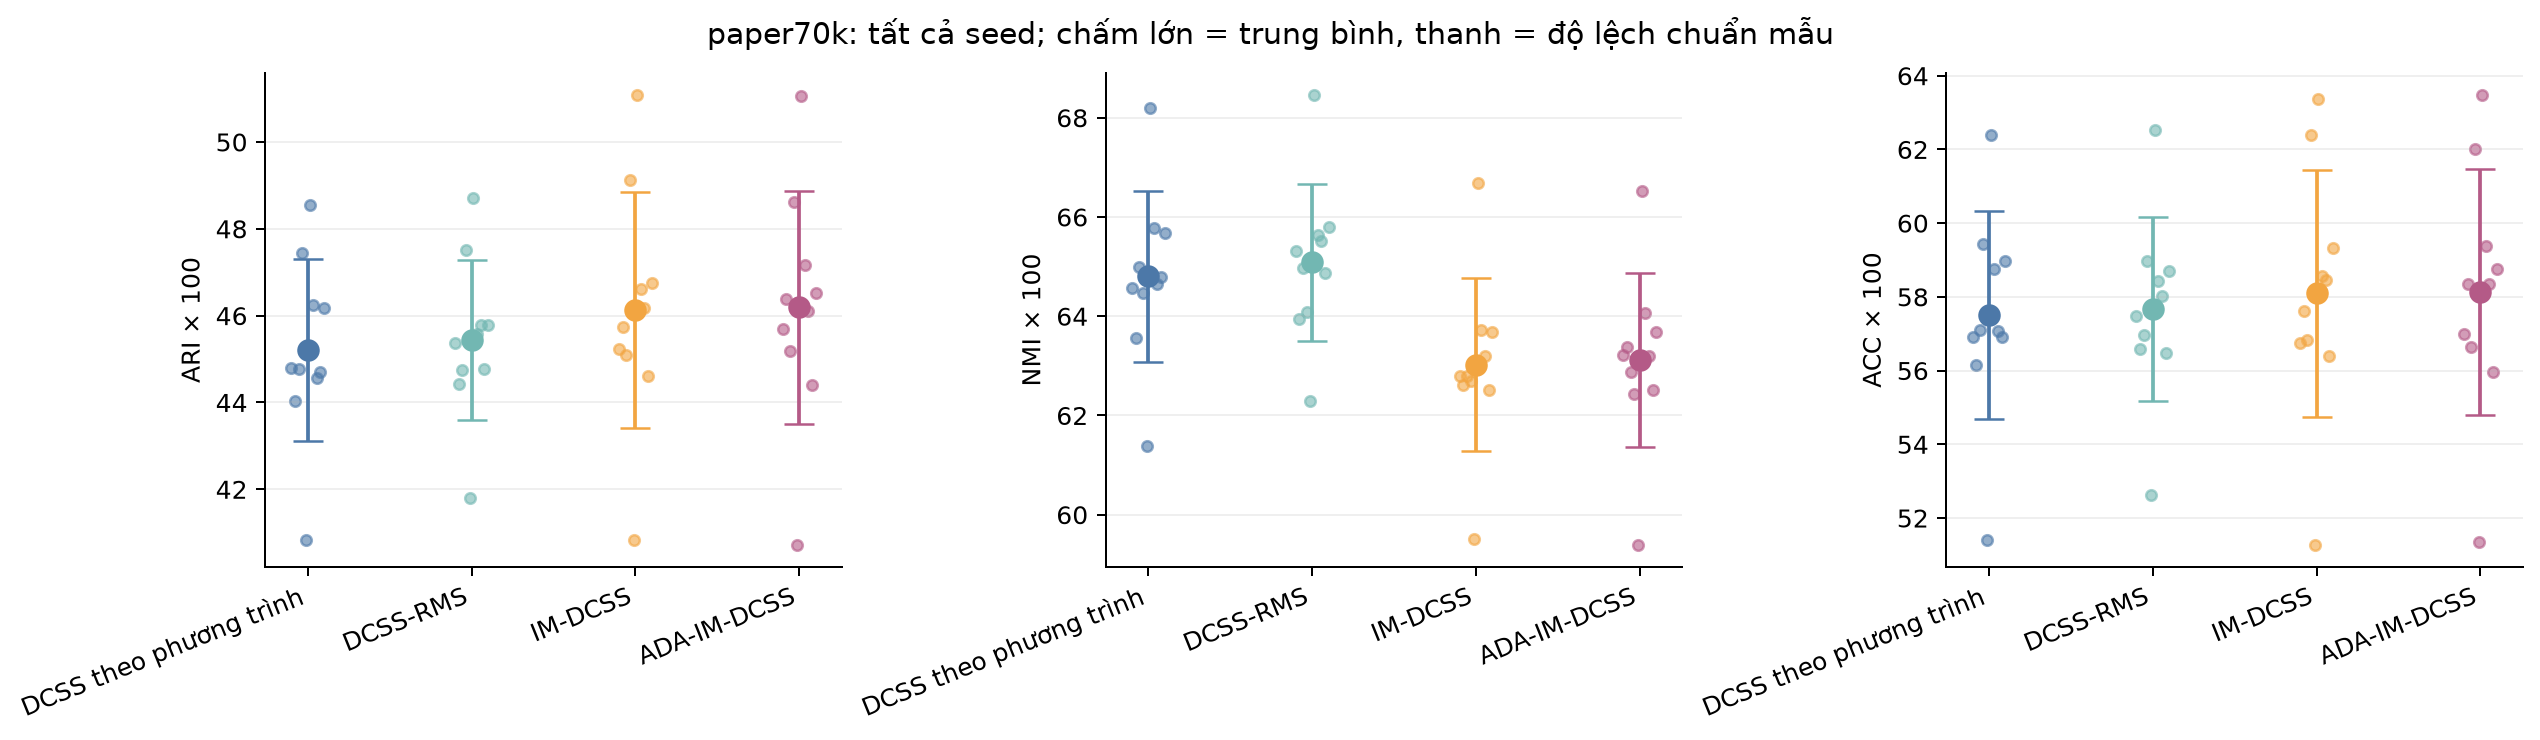 paper70k: tất cả seed; chấm lớn = trung bình, thanh = độ lệch chuẩn mẫu
ARI × 100
50
48
46
44
42
DCSS theo phương trình
DCSS-RMS
IM-DCSS
ADA-IM-DCSS
NMI × 100
68
66
64
62
60
DCSS theo phương trình
DCSS-RMS
IM-DCSS
ADA-IM-DCSS
ACC × 100
64
62
60
58
56
54
52
DCSS theo phương trình
DCSS-RMS
IM-DCSS
ADA-IM-DCSS